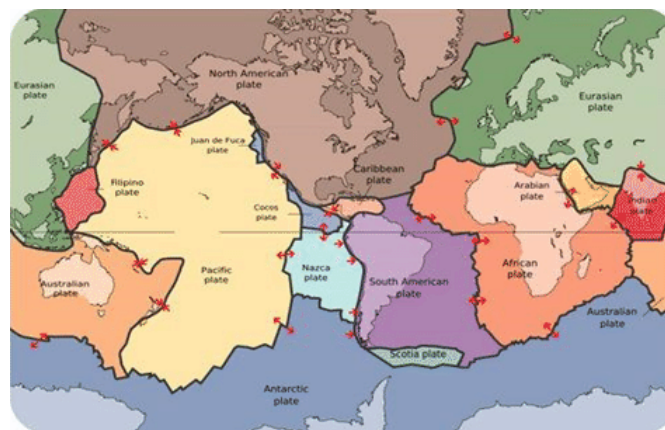 North American
plate
Eurasian
plate
Eurasian
plate
Juan de Fuca
plate
Caribbean
plate
Filipino
plate
Arabian
plate
Indian
plate
Cocos
plate
Australian
plate
Pacific
plate
Nazca
plate
South American
plate
African
plate
Australian
plate
Scotia plate
Antarctic
plate